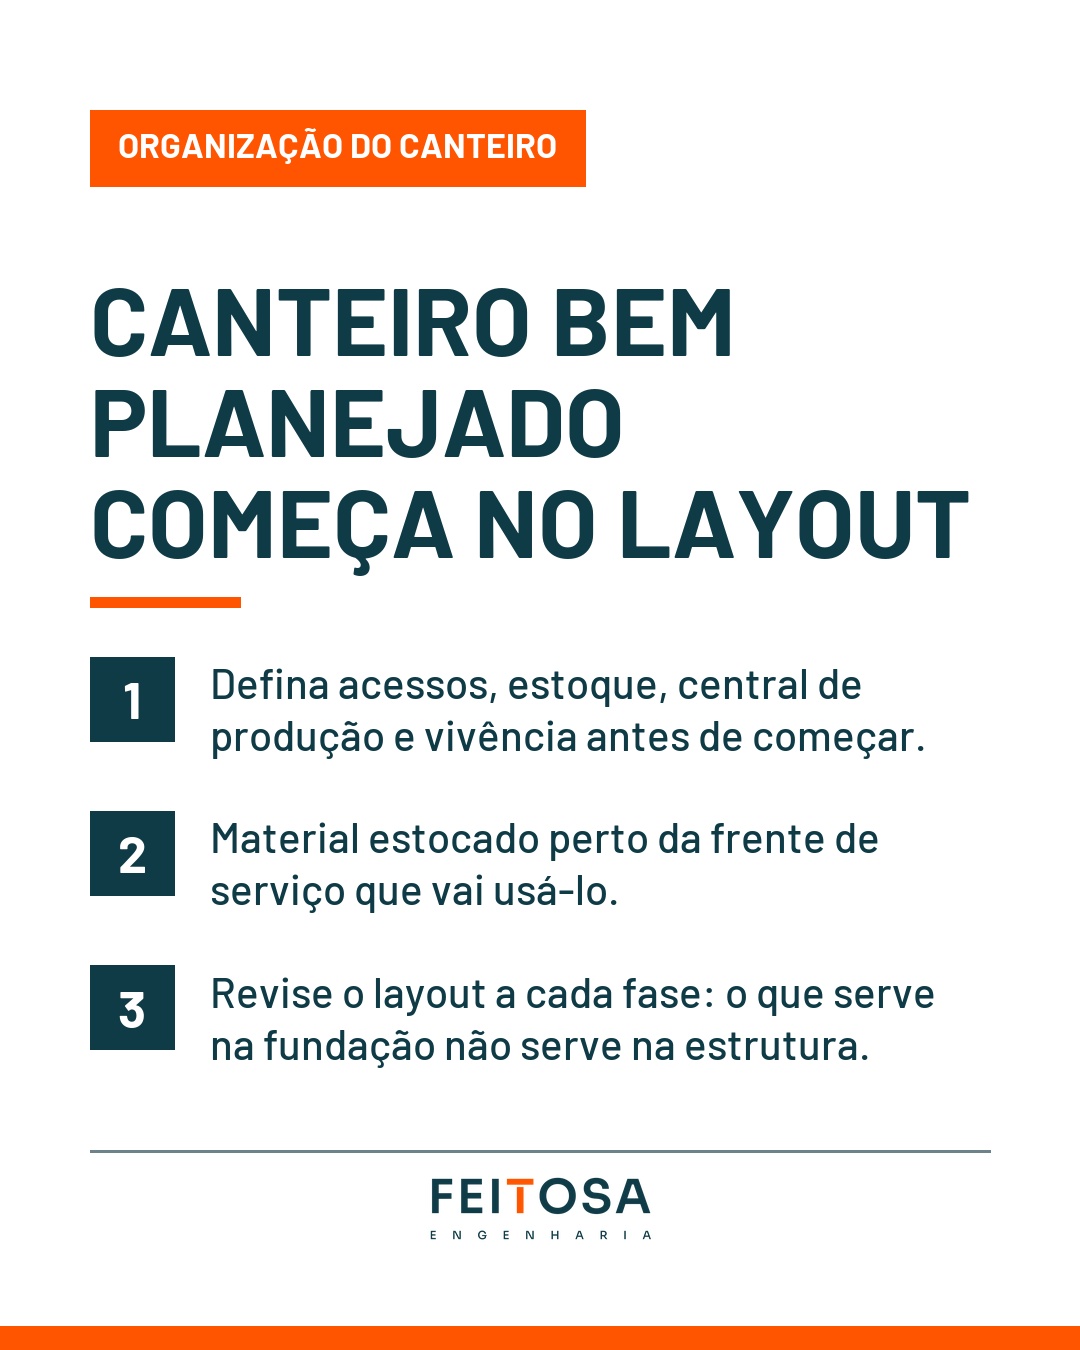 ORGANIZAÇÃO DO CANTEIRO
CANTEIRO BEM
PLANEJADO
COMEÇA NO LAYOUT
1
Defina acessos, estoque, central de
produção e vivência antes de começar.
2
Material estocado perto da frente de
serviço que vai usá-lo.
3
Revise o layout a cada fase: o que serve
na fundação não serve na estrutura.
FEITOSA
ENGENHARIA